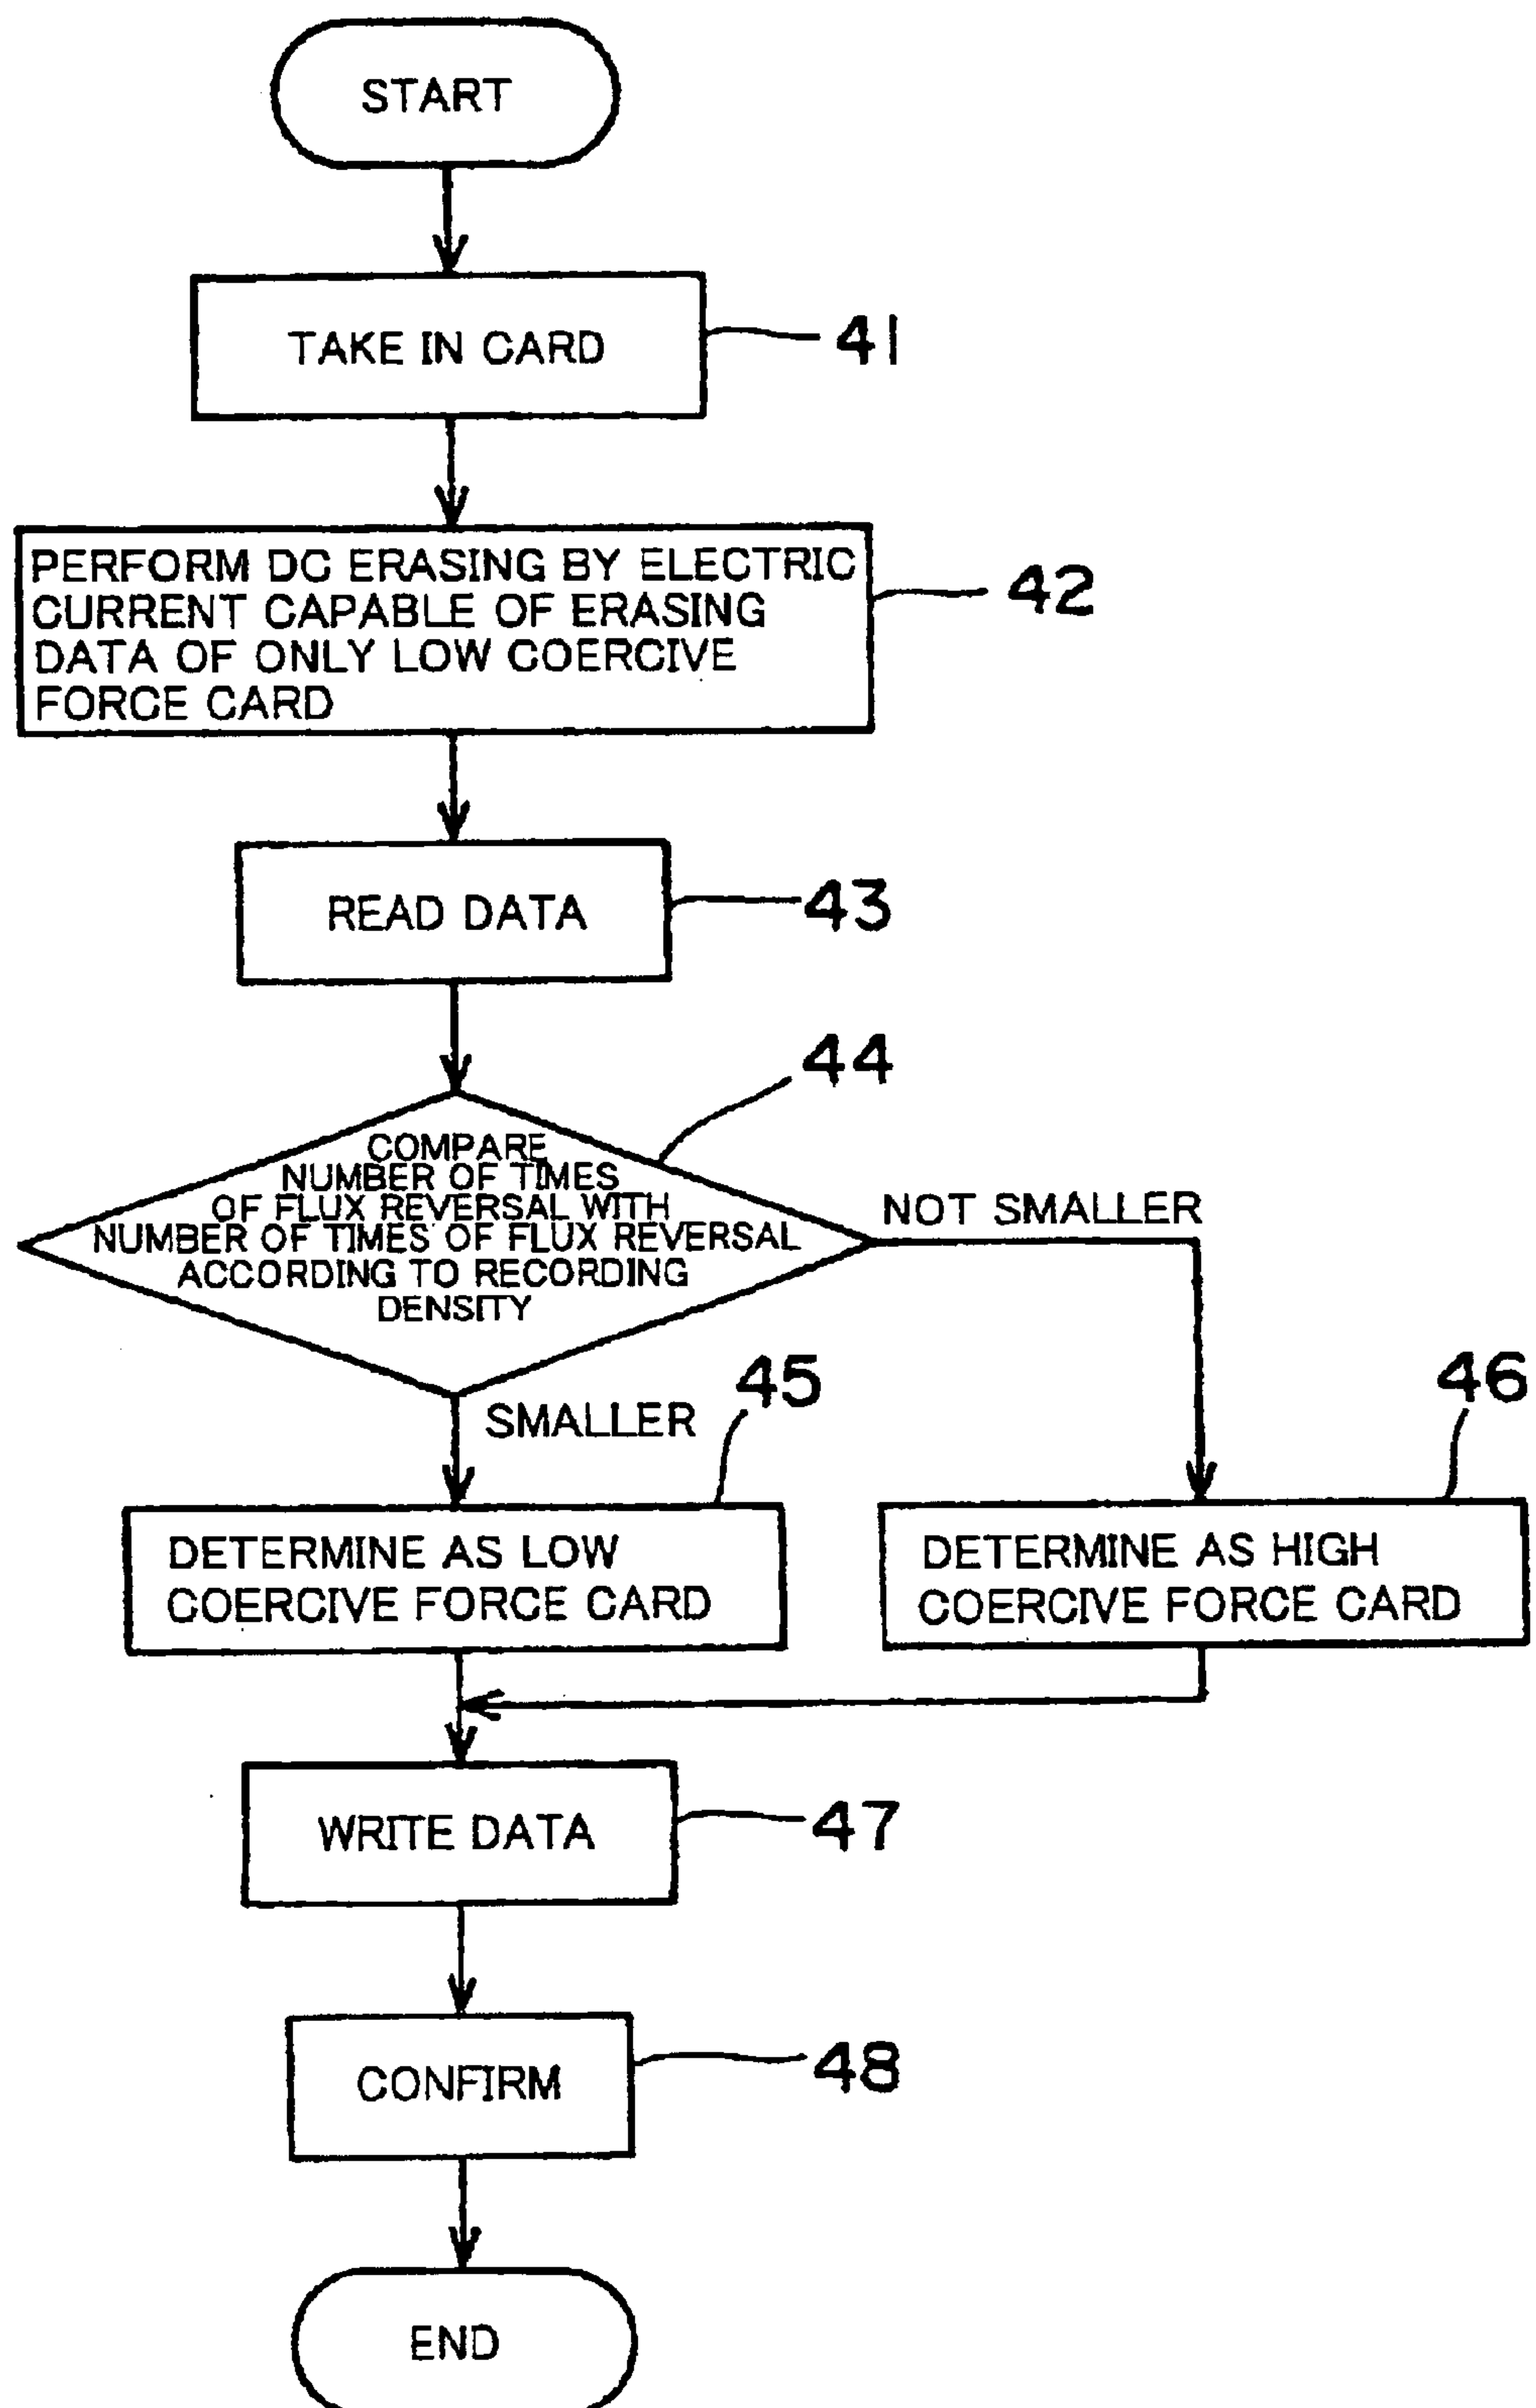 START
TAKE IN CARD
41
PERFORM DC ERASING BY ELECTRIC
CURRENT CAPABLE OF ERASING
DATA OF ONLY LOW COERCIVE
FORCE CARD
42
READ DATA
43
44
COMPARE
NUMBER OF TIMES
OF FLUX REVERSAL WITH
NUMBER OF TIMES OF FLUX REVERSAL
ACCORDING TO RECORDING
DENSITY
NOT SMALLER
SMALLER
45
46
DETERMINE AS LOW
COERCIVE FORCE CARD
DETERMINE AS HIGH
COERCIVE FORCE CARD
WRITE DATA
47
CONFIRM
48
END